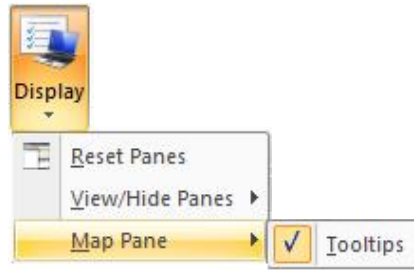 Display
Reset Panes
View/Hide Panes
Map Pane
Tooltips